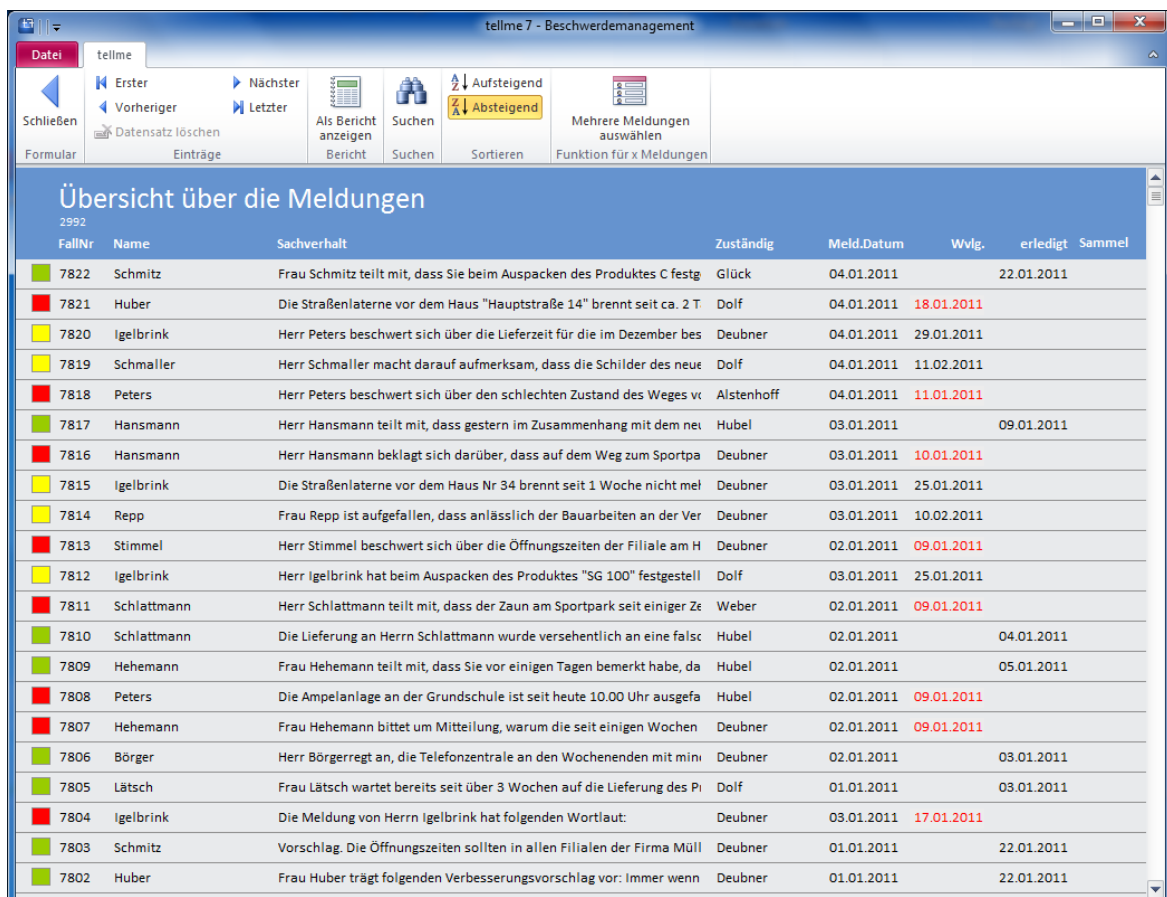 tellme 7 - Beschwerdemanagement
Datei tellme
Schließen
Erster
Vorheriger
Datensatz löschen
Nächster
Letzter
Als Bericht
anzeigen
Suchen
Aufsteigend
Absteigend
Mehrere Meldungen
auswählen
Formular Einträge Bericht Suchen Sortieren Funktion für x Meldungen
Übersicht über die Meldungen
2992
FallNr Name Sachverhalt Zuständig Meld.Datum Wvlg. erledigt Sammel
7822 Schmitz Frau Schmitz teilt mit, dass Sie beim Auspacken des Produktes C festg Glück 04.01.2011 22.01.2011
7821 Huber Die Straßenlaterne vor dem Haus "Hauptstraße 14" brennt seit ca. 2 T Dolf 04.01.2011 18.01.2011
7820 Igelbrink Herr Peters beschwert sich über die Lieferzeit für die im Dezember bes Deubner 04.01.2011 29.01.2011
7819 Schmaller Herr Schmaller macht darauf aufmerksam, dass die Schilder des neue Dolf 04.01.2011 11.02.2011
7818 Peters Herr Peters beschwert sich über den schlechten Zustand des Weges vo Alstenhoff 04.01.2011 11.01.2011
7817 Hansmann Herr Hansmann teilt mit, dass gestern im Zusammenhang mit dem neu Hubel 03.01.2011 09.01.2011
7816 Hansmann Herr Hansmann beklagt sich darüber, dass auf dem Weg zum Sportpa Deubner 03.01.2011 10.01.2011
7815 Igelbrink Die Straßenlaterne vor dem Haus Nr 34 brennt seit 1 Woche nicht meh Deubner 03.01.2011 25.01.2011
7814 Repp Frau Repp ist aufgefallen, dass anlässlich der Bauarbeiten an der Ver Deubner 03.01.2011 10.02.2011
7813 Stimmel Herr Stimmel beschwert sich über die Öffnungszeiten der Filiale am H Deubner 02.01.2011 09.01.2011
7812 Igelbrink Herr Igelbrink hat beim Auspacken des Produktes "SG 100" festgestell Dolf 03.01.2011 25.01.2011
7811 Schlattmann Herr Schlattmann teilt mit, dass der Zaun am Sportpark seit einiger Ze Weber 02.01.2011 09.01.2011
7810 Schlattmann Die Lieferung an Herrn Schlattmann wurde versehentlich an eine falsc Hubel 02.01.2011 04.01.2011
7809 Hehemann Frau Hehemann teilt mit, dass Sie vor einigen Tagen bemerkt habe, da Hubel 02.01.2011 05.01.2011
7808 Peters Die Ampelanlage an der Grundschule ist seit heute 10.00 Uhr ausgefa Hubel 02.01.2011 09.01.2011
7807 Hehemann Frau Hehemann bittet um Mitteilung, warum die seit einigen Wochen Deubner 02.01.2011 09.01.2011
7806 Börger Herr Börgerregt an, die Telefonzentrale an den Wochenenden mit mind Deubner 02.01.2011 03.01.2011
7805 Lätsch Frau Lätsch wartet bereits seit über 3 Wochen auf die Lieferung des Pr Dolf 01.01.2011 03.01.2011
7804 Igelbrink Die Meldung von Herrn Igelbrink hat folgenden Wortlaut: Deubner 03.01.2011 17.01.2011
7803 Schmitz Vorschlag. Die Öffnungszeiten sollten in allen Filialen der Firma Müll Deubner 01.01.2011 22.01.2011
7802 Huber Frau Huber trägt folgenden Verbesserungsvorschlag vor: Immer wenn Deubner 01.01.2011 22.01.2011